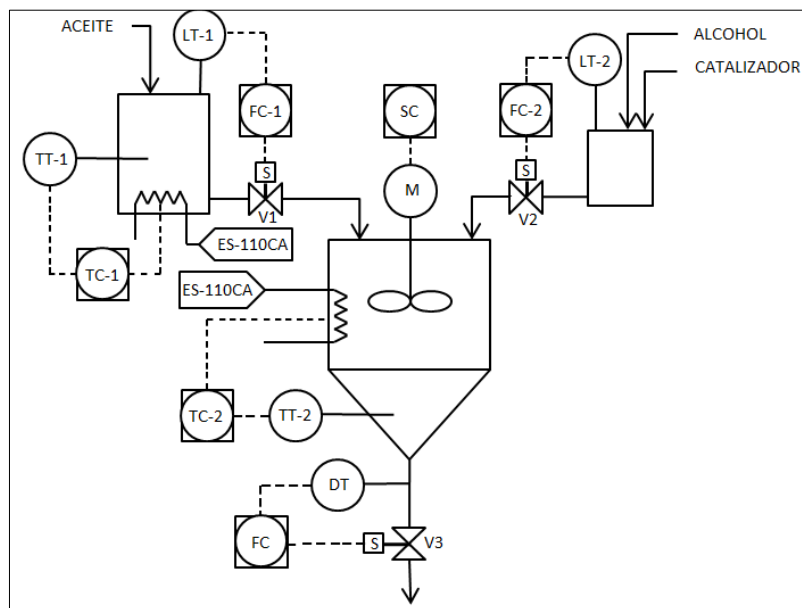 ACEITE
LT-1
FC-1
SC
FC-2
LT-2
ALCOHOL
CATALIZADOR
TT-1
S
V1
M
S
V2
ES-110CA
TC-1
ES-110CA
TC-2
TT-2
DT
FC
S
V3